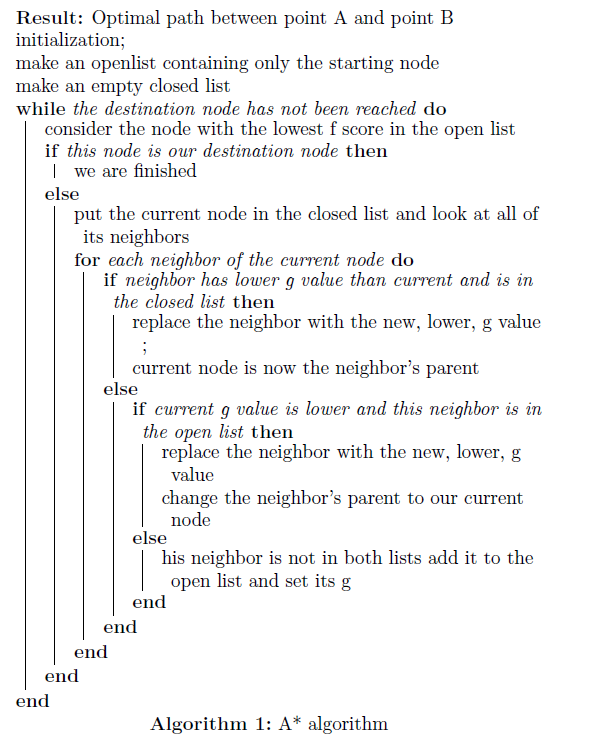 Result: Optimal path between point A and point B
initialization;
make an openlist containing only the starting node
make an empty closed list
while the destination node has not been reached do
consider the node with the lowest f score in the open list
if this node is our destination node then
we are finished
else
put the current node in the closed list and look at all of
its neighbors
for each neighbor of the current node do
if neighbor has lower g value than current and is in
the closed list then
replace the neighbor with the new, lower, g value
;
current node is now the neighbor's parent
else
if current g value is lower and this neighbor is in
the open list then
replace the neighbor with the new, lower, g
value
change the neighbor's parent to our current
node
else
his neighbor is not in both lists add it to the
open list and set its g
end
end
end
end
end
Algorithm 1: A* algorithm